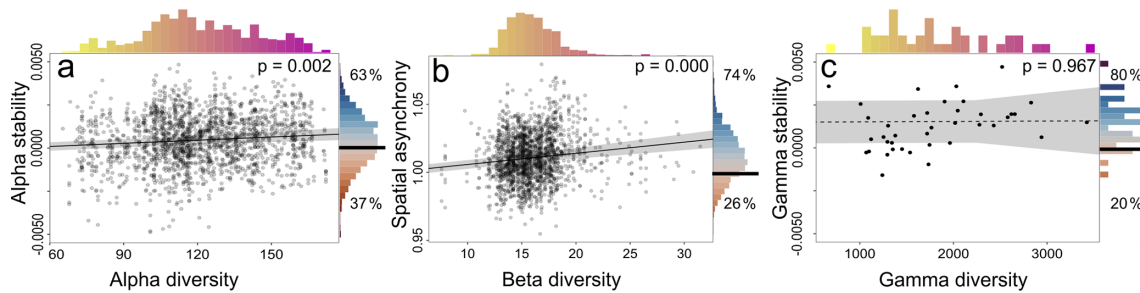 a
p = 0.002
63%
37%
Alpha stability
0.0050
0.0000
-0.0050
60
90
120
150
Alpha diversity
b
p = 0.000
74%
26%
Spatial asynchrony
1.05
1.00
0.95
10
15
20
25
30
Beta diversity
c
p = 0.967
80%
20%
Gamma stability
0.0050
0.0000
-0.0050
1000
2000
3000
Gamma diversity